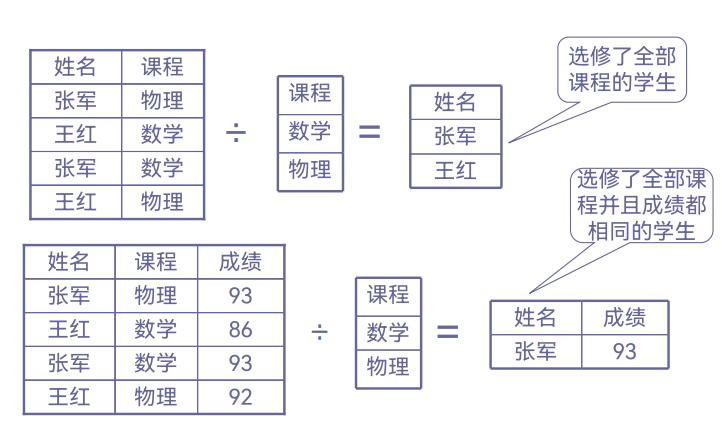 姓名 课程
张军 物理
王红 数学
张军 数学
王红 物理
÷
课程
数学
物理
=
姓名
张军
王红
选修了全部
课程的学生
姓名 课程 成绩
张军 物理 93
王红 数学 86
张军 数学 93
王红 物理 92
÷
课程
数学
物理
=
选修了全部课
程并且成绩都
相同的学生
姓名 成绩
张军 93